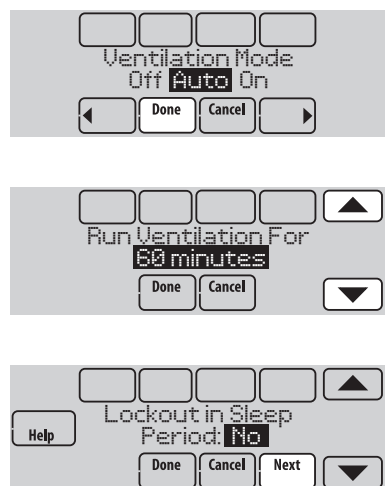 Ventilation Mode
Off Auto On
Done Cancel
Run Ventilation For
60 minutes
Done Cancel
Lockout in Sleep
Help Period: No
Done Cancel Next